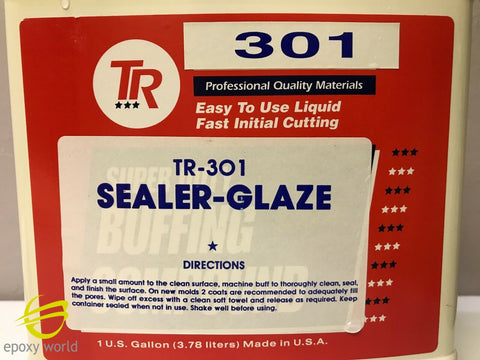 301
TR
Professional Quality Materials
Easy To Use Liquid
Fast Initial Cutting
TR-301
SEALER-GLAZE
SUPER DUTY
BUFFING
COMPOUND
DIRECTIONS
Apply a small amount to the clean surface, machine buff to thoroughly clean, seal,
and finish the surface. On new molds 2 coats are recommended to adequately fill
the pores. Wipe off excess with a clean soft towel and release as required. Keep
container sealed when not in use. Shake well before using.
1 U.S. Gallon (3.78 liters) Made in U.S.A.
epoxy world